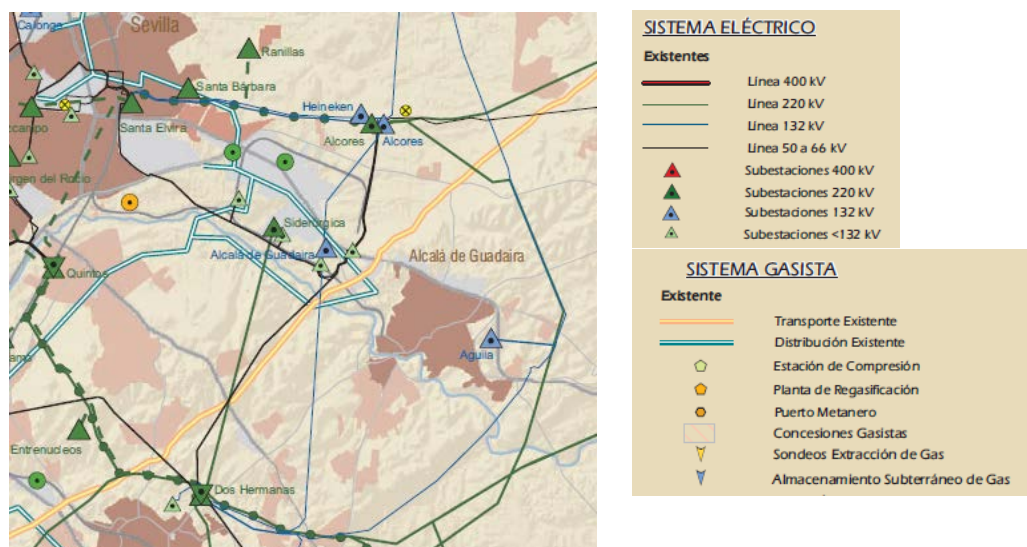 Calonge
Sevilla
Ranillas
Santa Bárbara
Heineken
Santa Elvira
Alcores
Alcores
Siderúrgica
Alcalá de Guadaira
Alcalá de Guadaira
Quintos
Aguila
Entrenucleos
Dos Hermanas
SISTEMA ELÉCTRICO
Existentes
Línea 400 kV
Línea 220 kV
Línea 132 kV
Línea 50 a 66 kV
Subestaciones 400 kV
Subestaciones 220 kV
Subestaciones 132 kV
Subestaciones <132 kV
SISTEMA GASISTA
Existente
Transporte Existente
Distribución Existente
Estación de Compresión
Planta de Regasificación
Puerto Metanero
Concesiones Gasistas
Sondeos Extracción de Gas
Almacenamiento Subterráneo de Gas